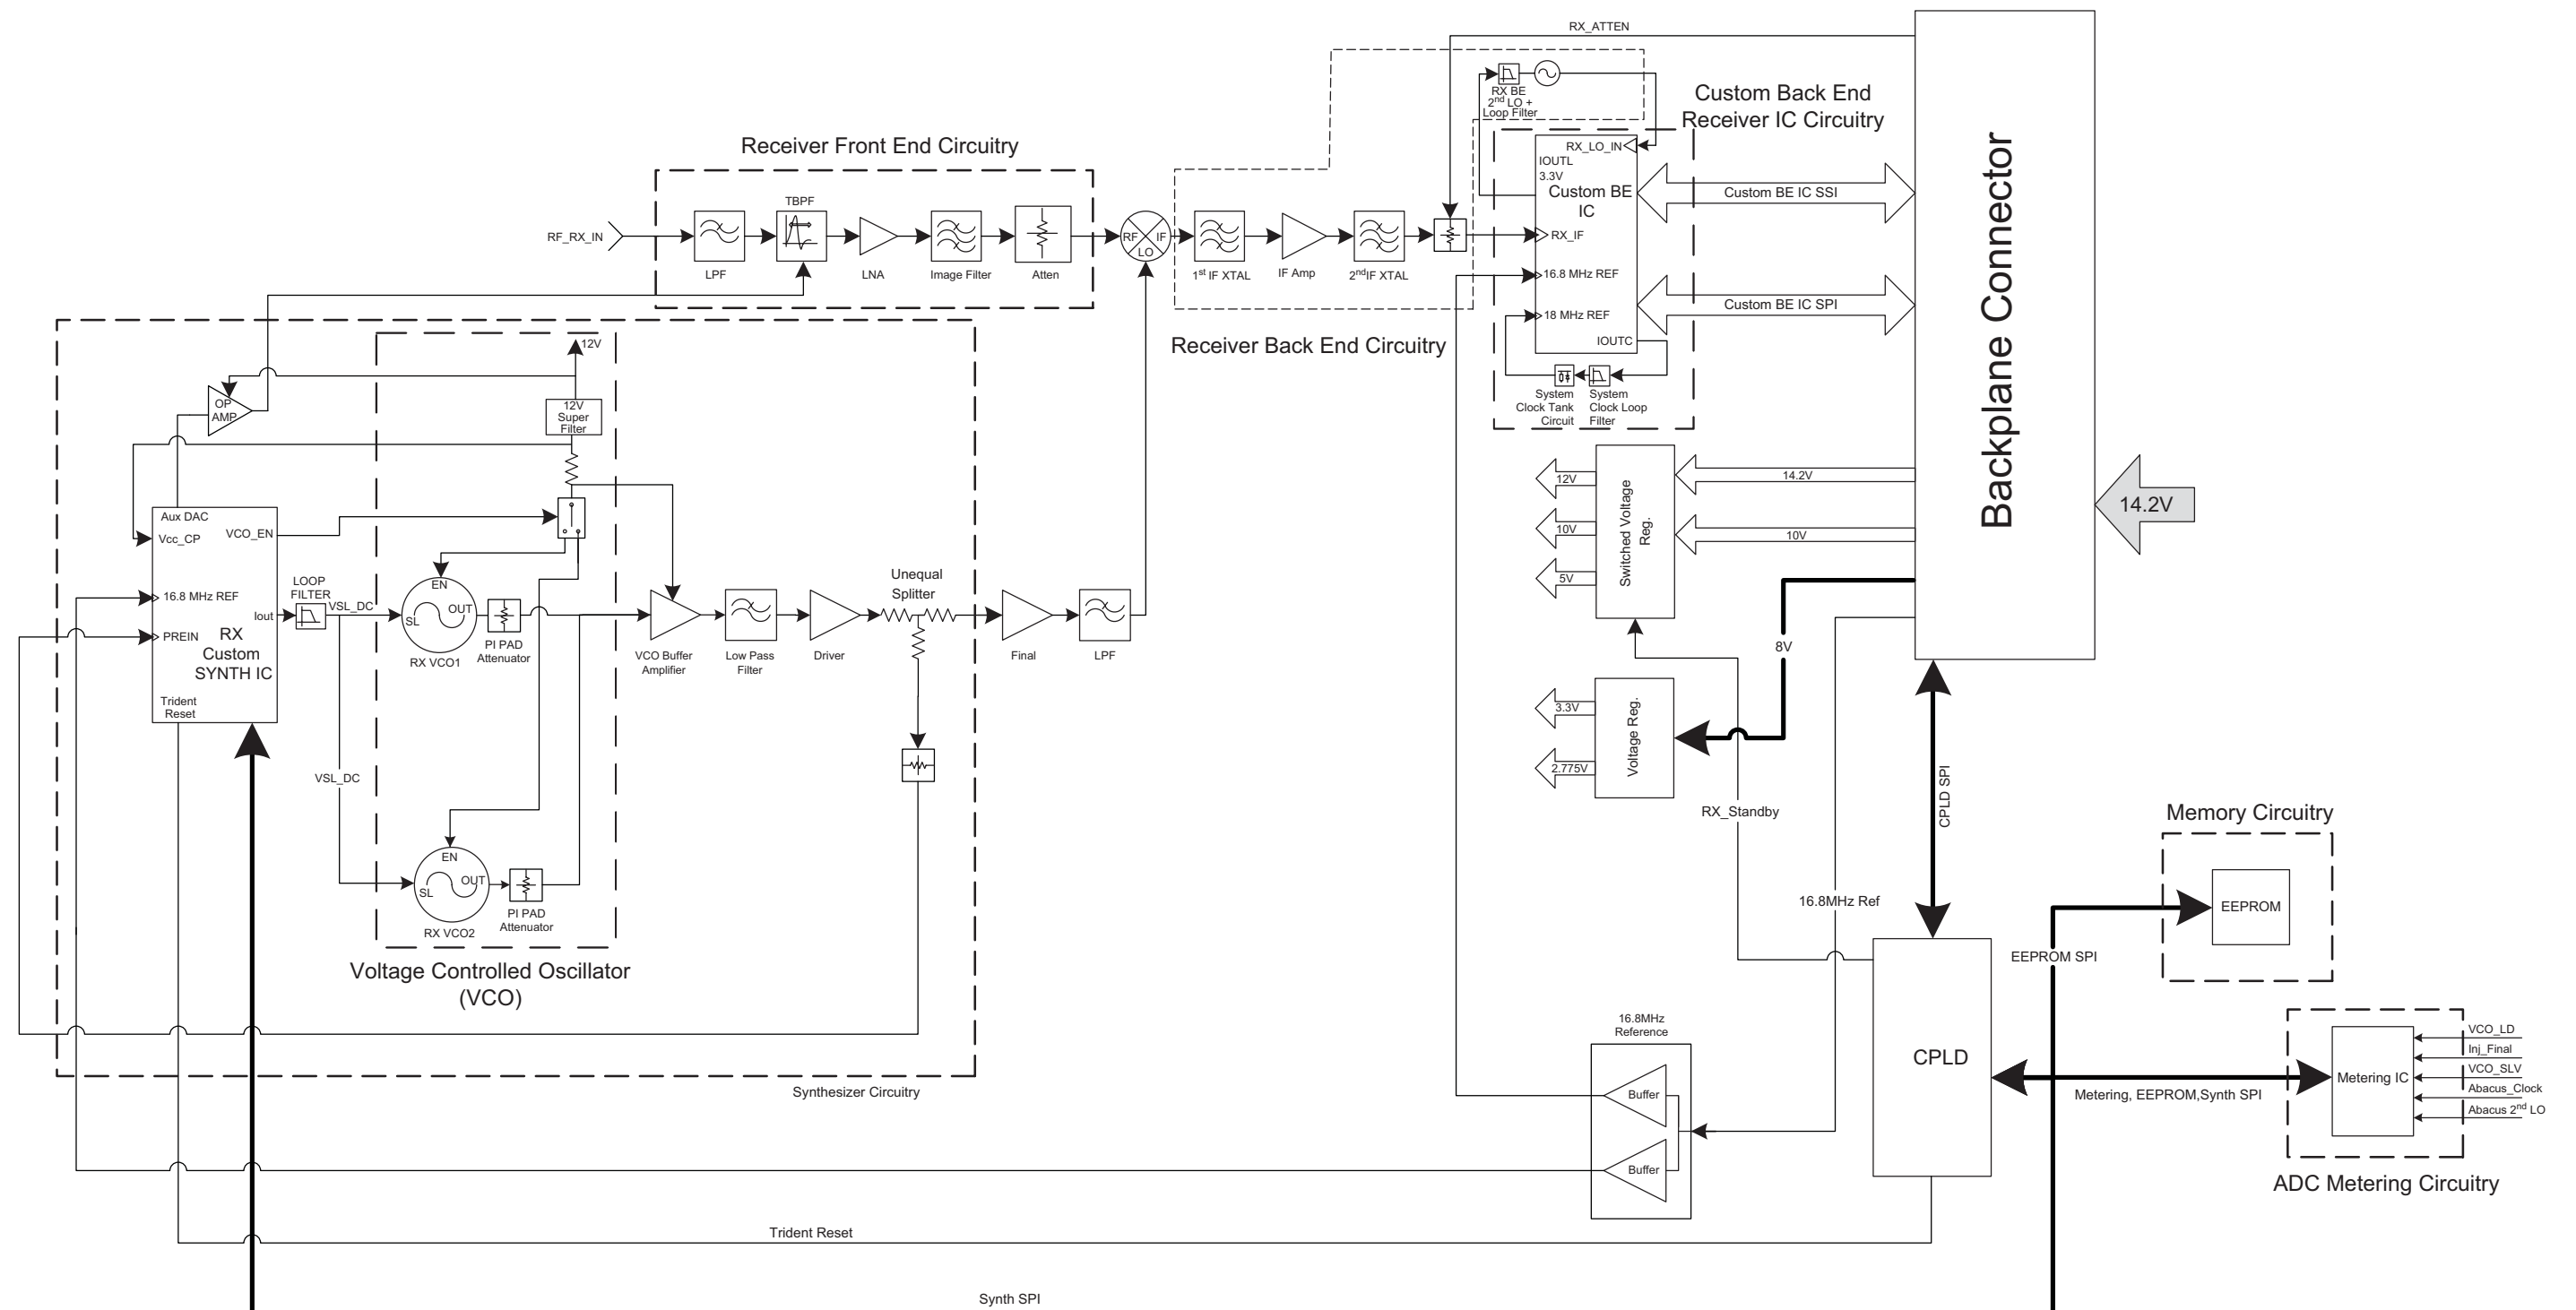 RX_ATTEN
RX BE
2nd LO +
Loop Filter
Custom Back End
Receiver IC Circuitry
Backplane Connector
Receiver Front End Circuitry
RF_RX_IN
LPF
TBPF
LNA
Image Filter
Atten
RF
IF
LO
1st IF XTAL
IF Amp
2ndIF XTAL
Receiver Back End Circuitry
RX_LO_IN
IOUTL
3.3V
Custom BE
IC
RX_IF
16.8 MHz REF
18 MHz REF
IOUTC
System
Clock Tank
Circuit
System
Clock Loop
Filter
Custom BE IC SSI
Custom BE IC SPI
12V
OP
AMP
12V
Super
Filter
Aux DAC
Vcc_CP
VCO_EN
16.8 MHz REF
Iout
PREIN
RX
Custom
SYNTH IC
Trident
Reset
LOOP
FILTER
VSL_DC
VSL_DC
EN
SL
OUT
RX VCO1
PI PAD
Attenuator
EN
SL
OUT
RX VCO2
PI PAD
Attenuator
Voltage Controlled Oscillator
(VCO)
VCO Buffer
Amplifier
Low Pass
Filter
Driver
Unequal
Splitter
Final
LPF
Synthesizer Circuitry
12V
10V
5V
Switched Voltage
Reg.
14.2V
10V
14.2V
8V
3.3V
2.775V
Voltage Reg.
RX_Standby
CPLD SPI
16.8MHz Ref
Memory Circuitry
EEPROM
EEPROM SPI
16.8MHz
Reference
Buffer
Buffer
CPLD
Metering, EEPROM,Synth SPI
Metering IC
VCO_LD
Inj_Final
VCO_SLV
Abacus_Clock
Abacus 2nd LO
ADC Metering Circuitry
Trident Reset
Synth SPI